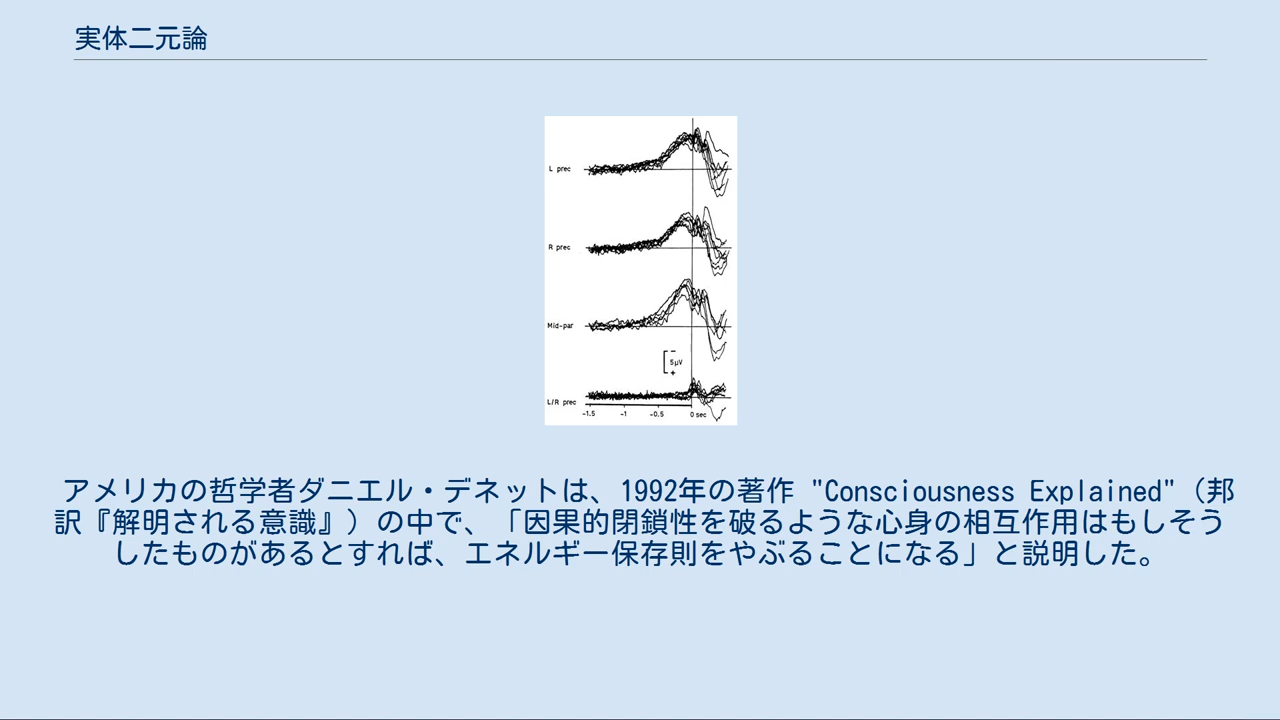 実体二元論
L prec
R prec
Mid-par
−
5μV
+
L/R prec
-1.5 -1 -0.5 0 sec
アメリカの哲学者ダニエル・デネットは、1992年の著作 "Consciousness Explained"（邦
訳『解明される意識』）の中で、「因果的閉鎖性を破るような心身の相互作用はもしそう
したものがあるとすれば、エネルギー保存則をやぶることになる」と説明した。